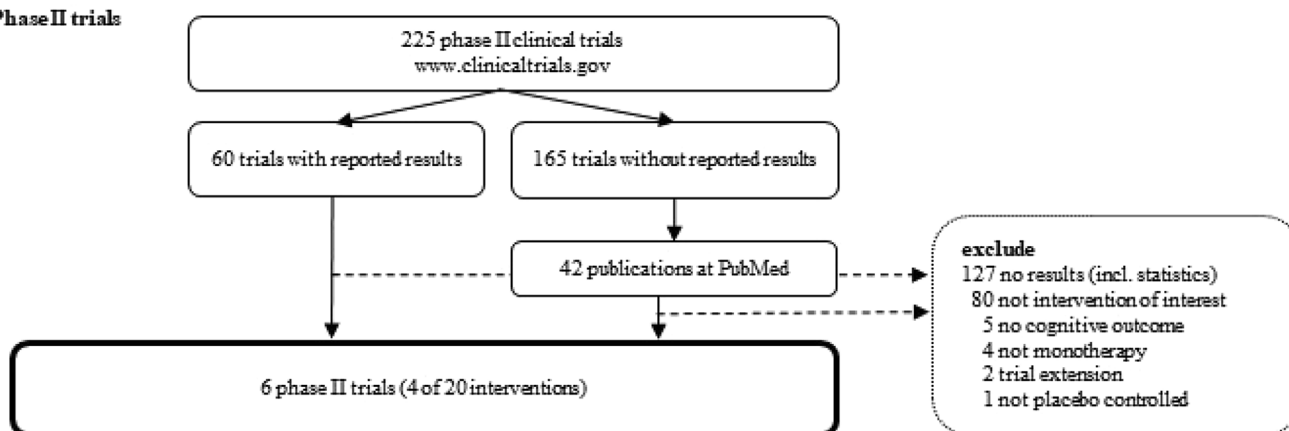 Phase II trials
225 phase II clinical trials
www.clinicaltrials.gov
60 trials with reported results
165 trials without reported results
42 publications at PubMed
exclude
127 no results (incl. statistics)
80 not intervention of interest
5 no cognitive outcome
4 not monotherapy
2 trial extension
1 not placebo controlled
6 phase II trials (4 of 20 interventions)